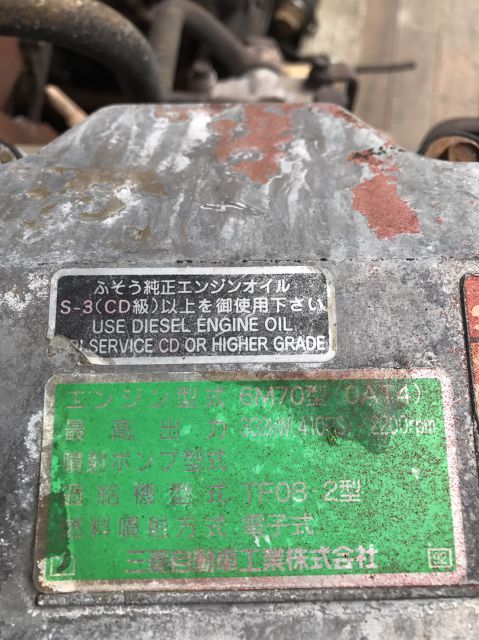 ふそう純正エンジンオイル
S-3(CD級)以上を御使用下さい
USE DIESEL ENGINE OIL
SERVICE CD OR HIGHER GRADE
エンジン型式 6M70型 0AT4)
最高出力 302kW 410PS 2200rpm
噴射ポンプ型式
過給機型式 TF08 2型
燃料噴射方式 電子式
三菱自動車工業株式会社